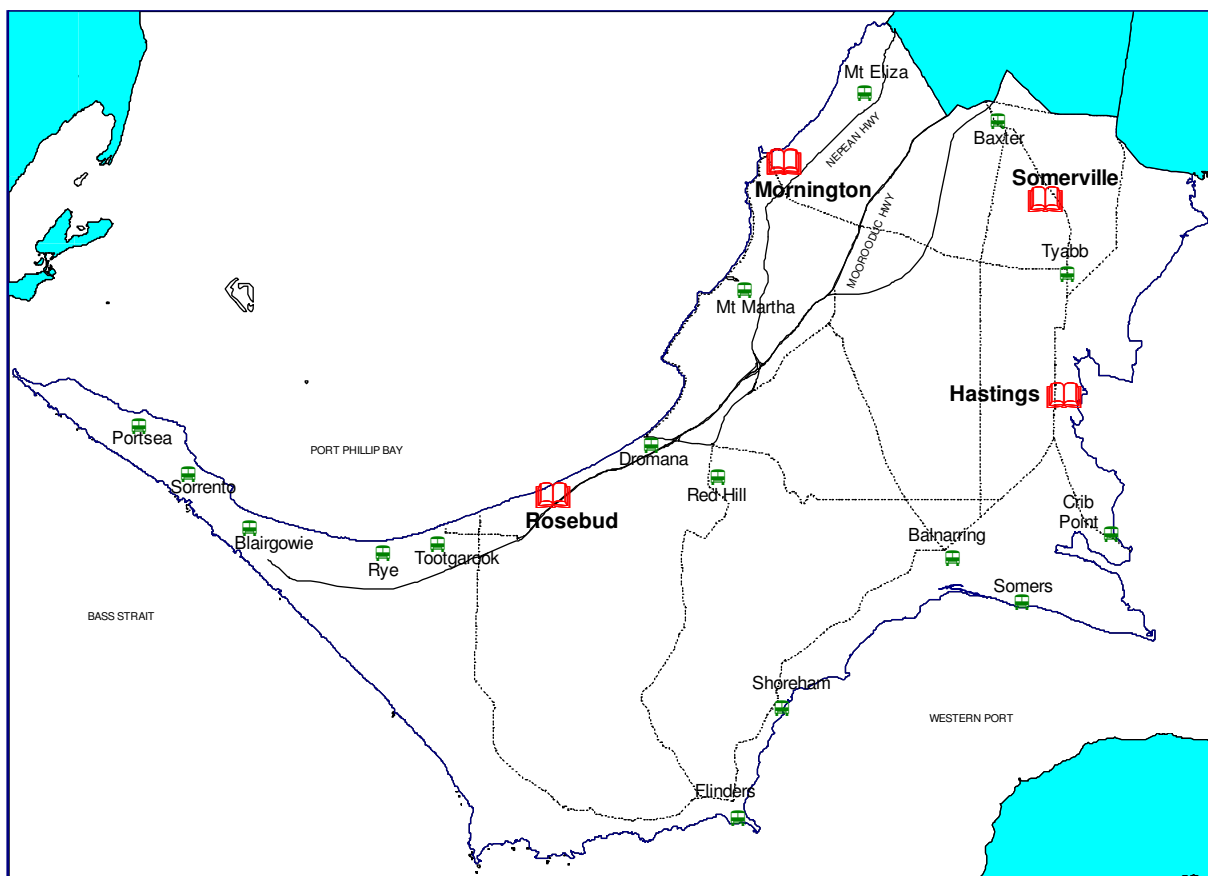 Mt Eliza
NEPEAN HWY
Baxter
Mornington
Somerville
MOOROODUC HWY
Tyabb
Mt Martha
Hastings
Portsea
PORT PHILLIP BAY
Dromana
Sorrento
Red Hill
Rosebud
Crib
Point
Blairgowie
Balnarring
Tootgarook
Rye
Somers
BASS STRAIT
Shoreham
WESTERN PORT
Flinders